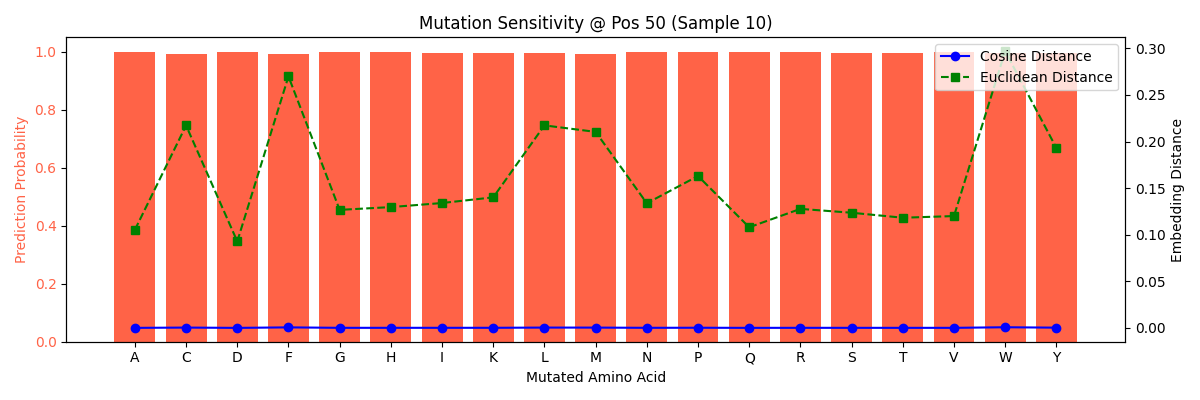 Mutation Sensitivity @ Pos 50 (Sample 10)
Cosine Distance
Euclidean Distance
Prediction Probability
1.0
0.8
0.6
0.4
0.2
0.0
0.30
0.25
0.20
0.15
0.10
0.05
0.00
Embedding Distance
A C D F G H I K L M N P Q R S T V W Y
Mutated Amino Acid